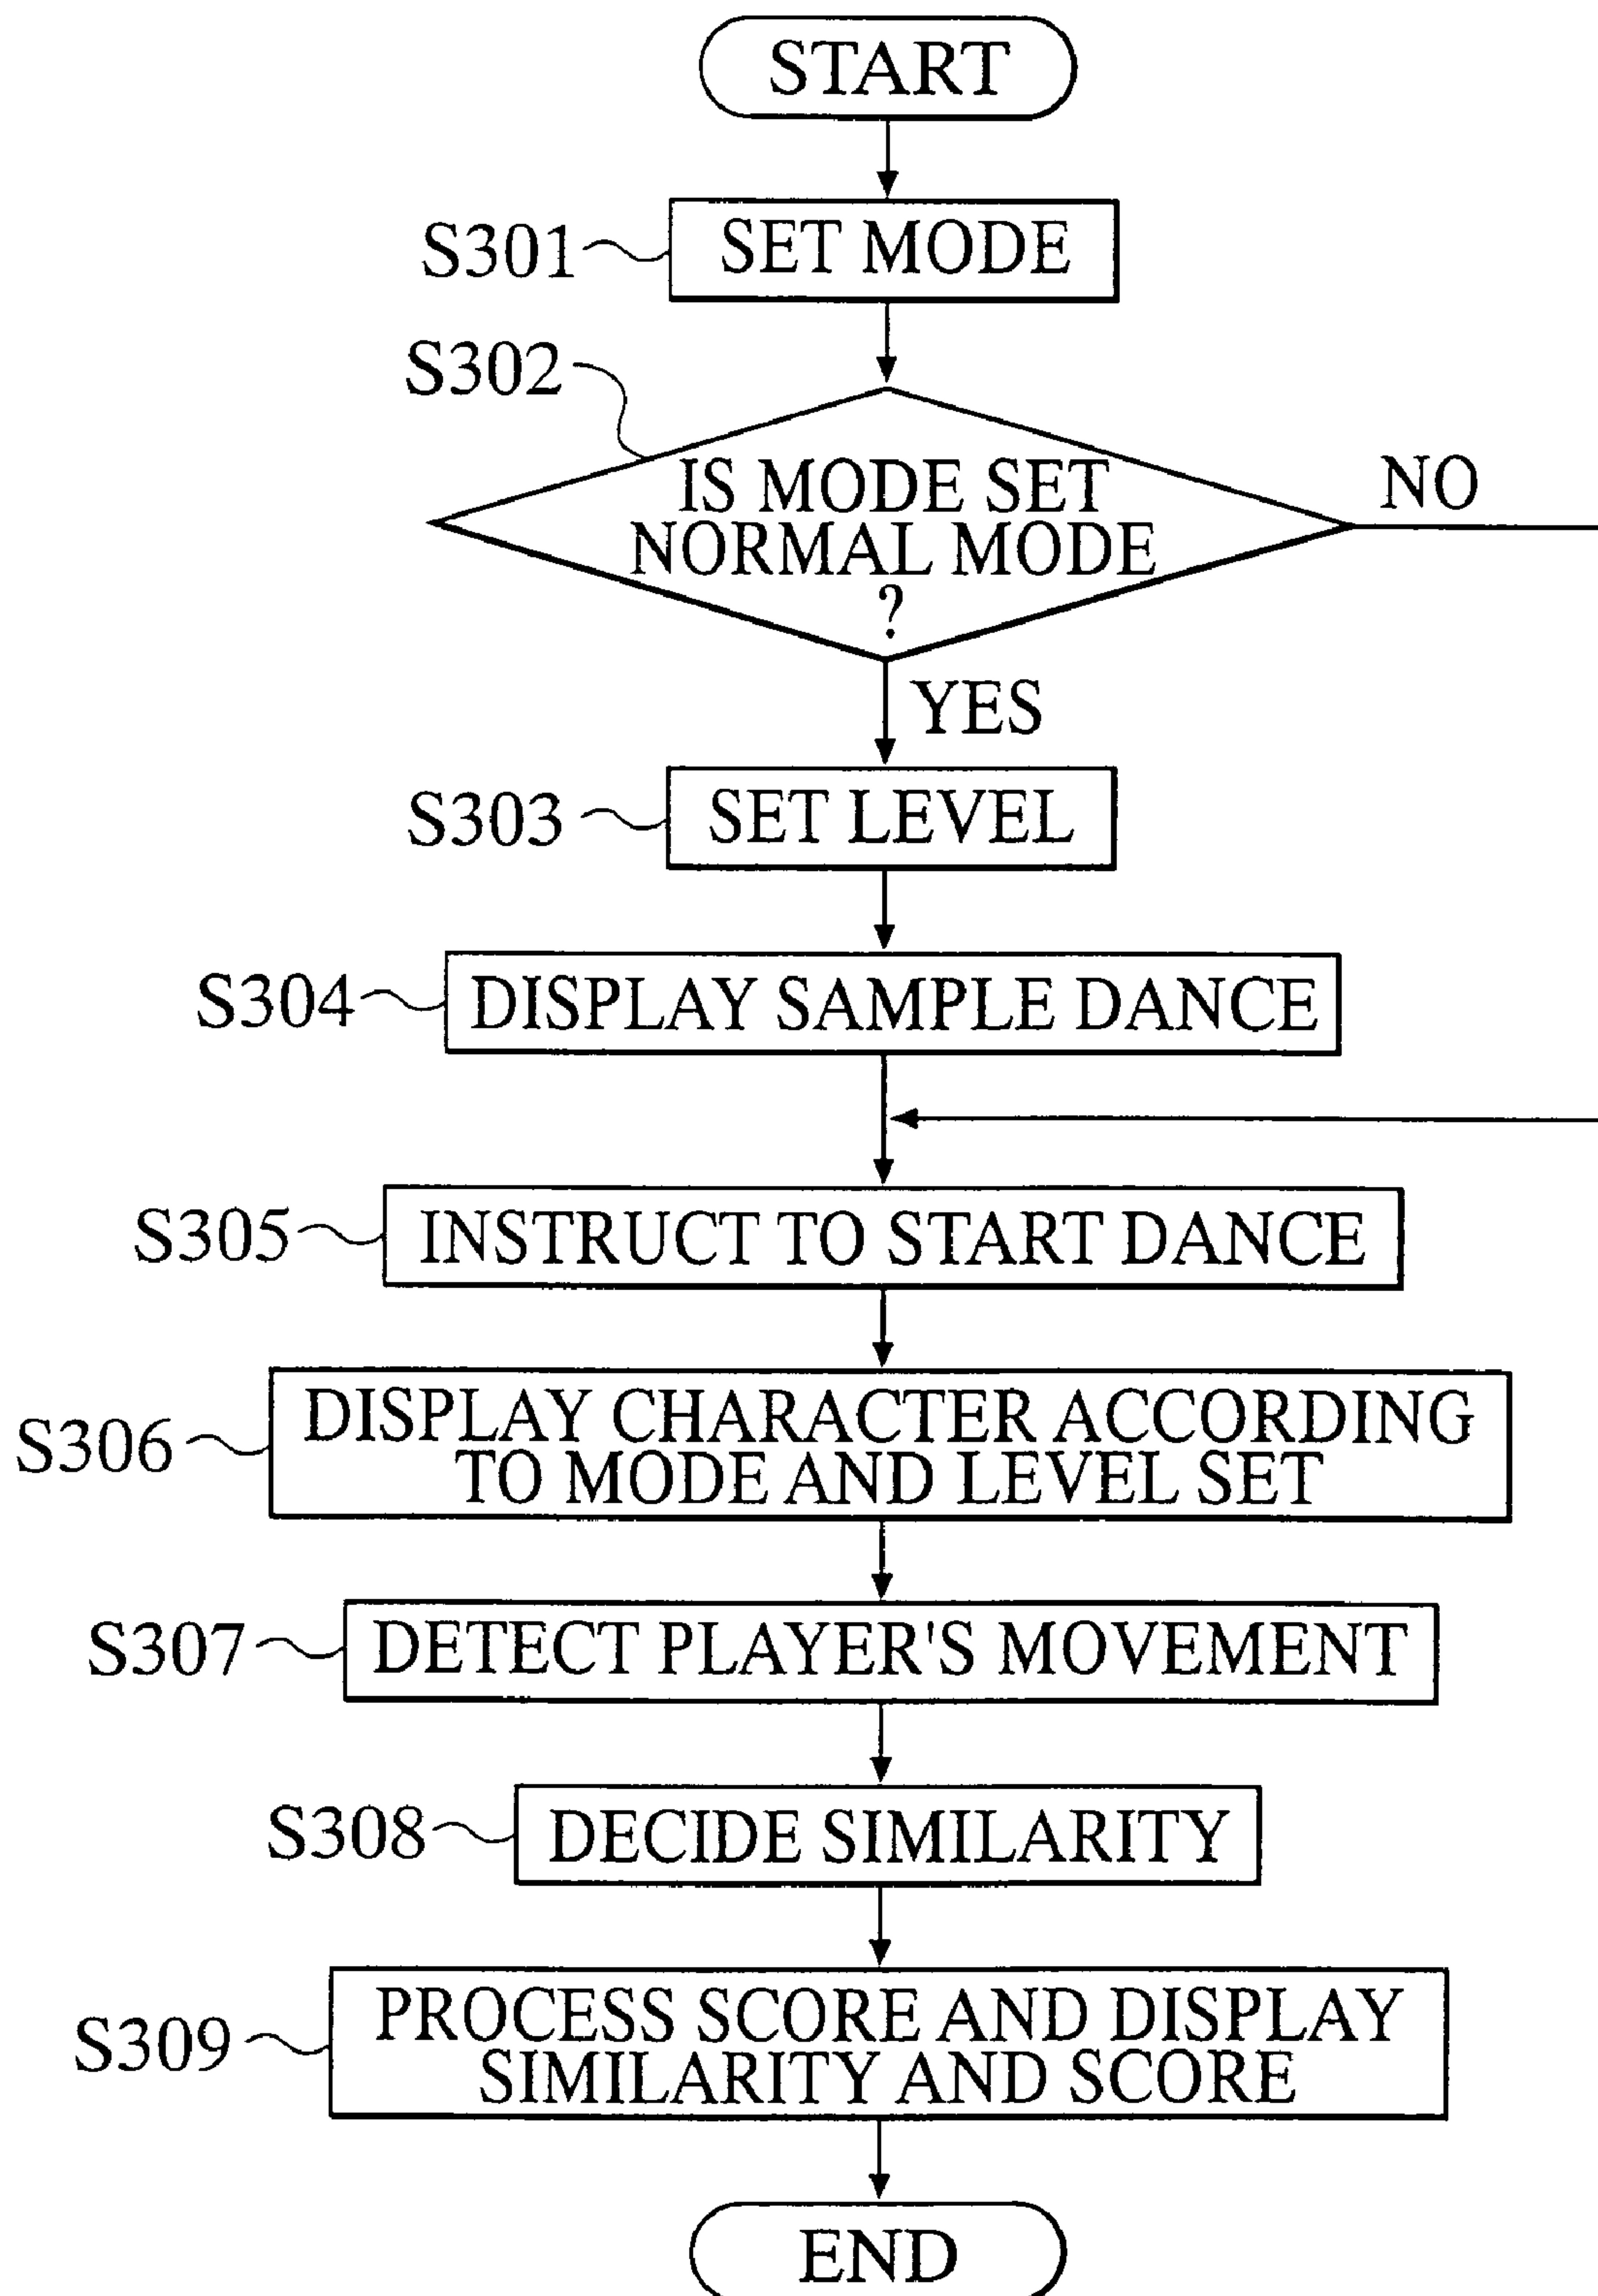 START
S301
SET MODE
S302
IS MODE SET
NORMAL MODE
?
NO
YES
S303
SET LEVEL
S304
DISPLAY SAMPLE DANCE
S305
INSTRUCT TO START DANCE
S306
DISPLAY CHARACTER ACCORDING
TO MODE AND LEVEL SET
S307
DETECT PLAYER'S MOVEMENT
S308
DECIDE SIMILARITY
S309
PROCESS SCORE AND DISPLAY
SIMILARITY AND SCORE
END